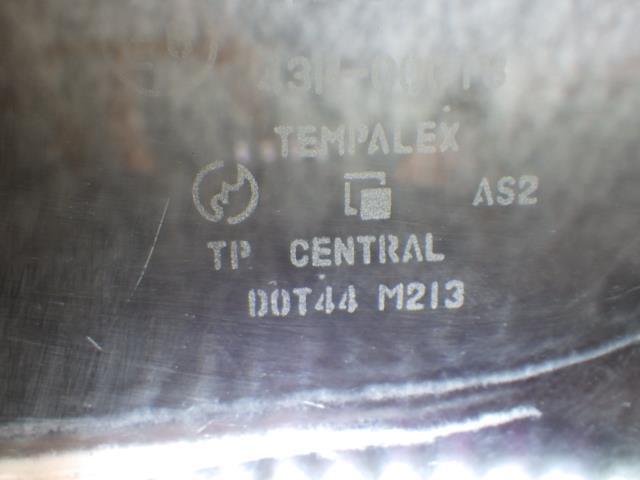 TEMPALEX
AS2
TP CENTRAL
DOT44 M213